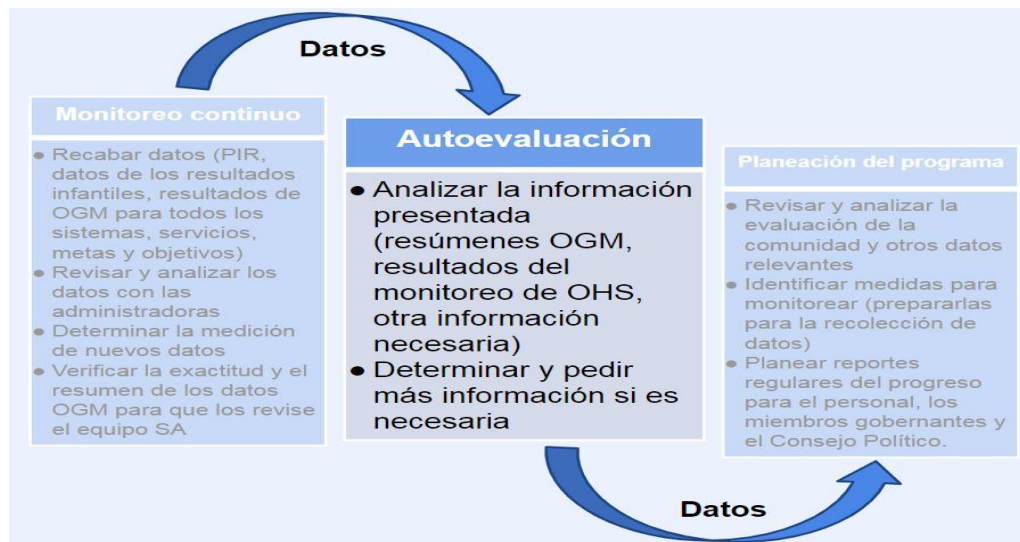 Datos
Monitoreo continuo
● Recabar datos (PIR,
datos de los resultados
infantiles, resultados de
OGM para todos los
sistemas, servicios,
metas y objetivos)
● Revisar y analizar los
datos con las
administradoras
● Determinar la medición
de nuevos datos
● Verificar la exactitud y el
resumen de los datos
OGM para que los revise
el equipo SA
Autoevaluación
● Analizar la información
presentada
(resúmenes OGM,
resultados del
monitoreo de OHS,
otra información
necesaria)
● Determinar y pedir
más información si es
necesaria
Planeación del programa
● Revisar y analizar la
evaluación de la
comunidad y otros datos
relevantes
● Identificar medidas para
monitorear (prepararlas
para la recolección de
datos)
● Planear reportes
regulares del progreso
para el personal, los
miembros gobernantes y
el Consejo Político.
Datos